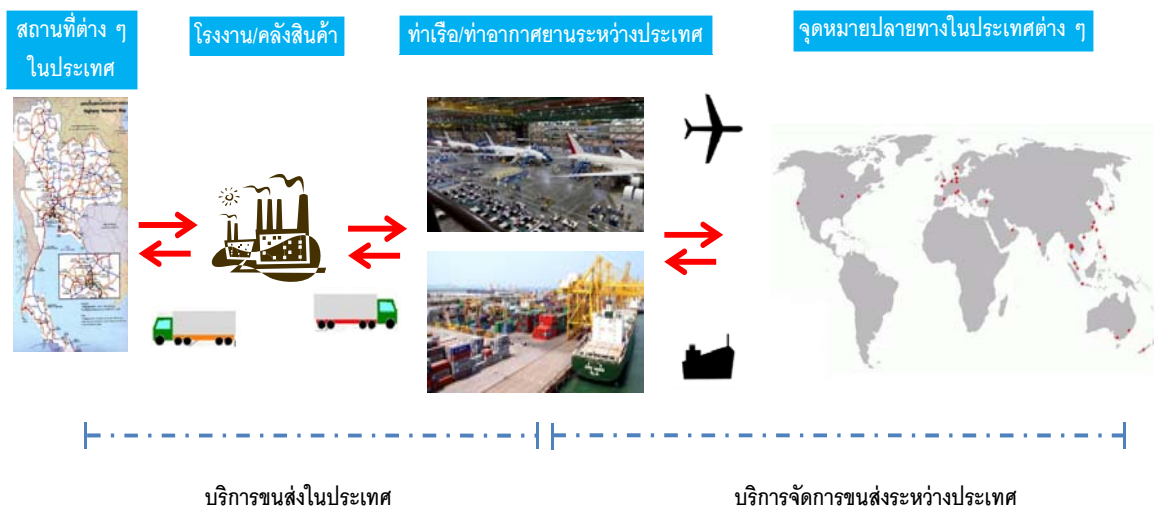 สถานที่ต่าง ๆ
ในประเทศ
โรงงาน/คลังสินค้า
ท่าเรือ/ท่าอากาศยานระหว่างประเทศ
จุดหมายปลายทางในประเทศต่าง ๆ
บริการขนส่งในประเทศ
บริการจัดการขนส่งระหว่างประเทศ